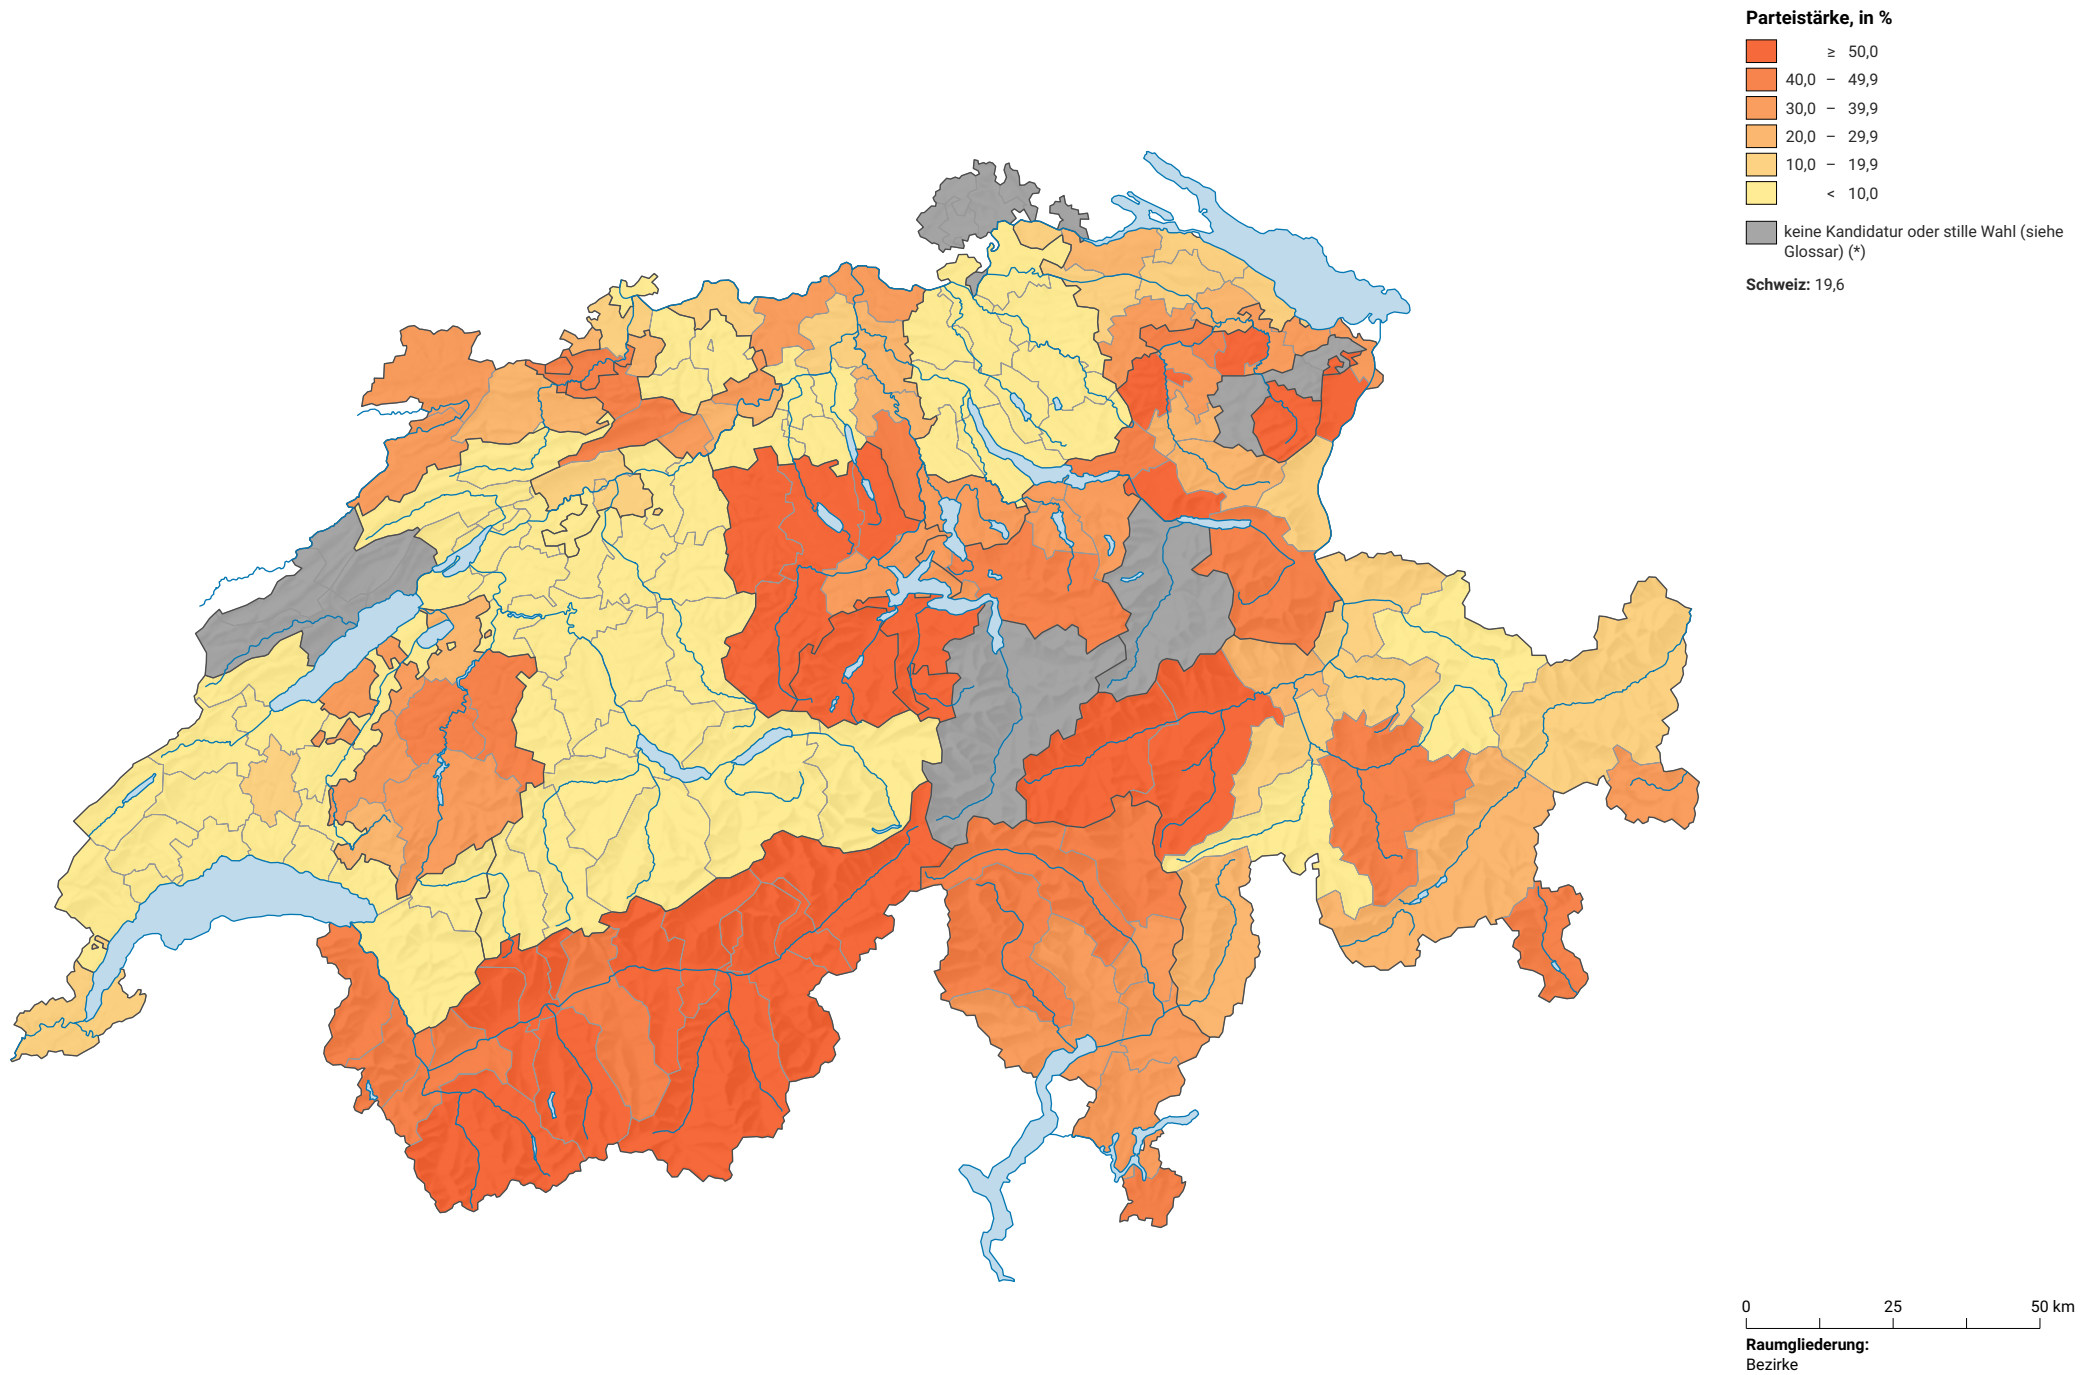 Parteistärke, in %
≥ 50,0
40,0 – 49,9
30,0 – 39,9
20,0 – 29,9
10,0 – 19,9
< 10,0
keine Kandidatur oder stille Wahl (siehe
Glossar) (*)
Schweiz: 19,6
0 25 50 km
Raumgliederung:
Bezirke